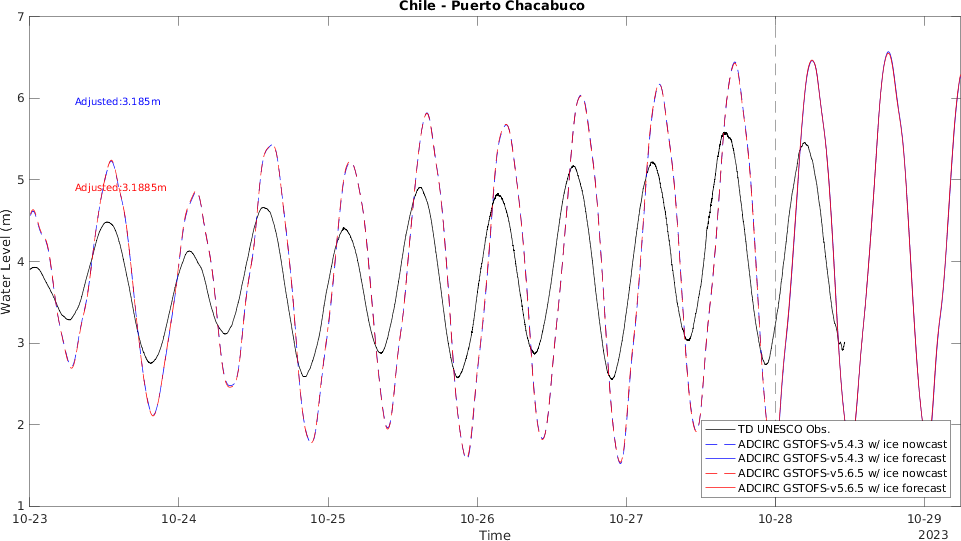 Chile - Puerto Chacabuco
7
6
5
4
3
2
1
Water Level (m)
Adjusted:3.185m
Adjusted:3.1885m
TD UNESCO Obs.
ADCIRC GSTOFS-v5.4.3 w/ ice nowcast
ADCIRC GSTOFS-v5.4.3 w/ ice forecast
ADCIRC GSTOFS-v5.6.5 w/ ice nowcast
ADCIRC GSTOFS-v5.6.5 w/ ice forecast
10-23 10-24 10-25 10-26 10-27 10-28 10-29
Time
2023